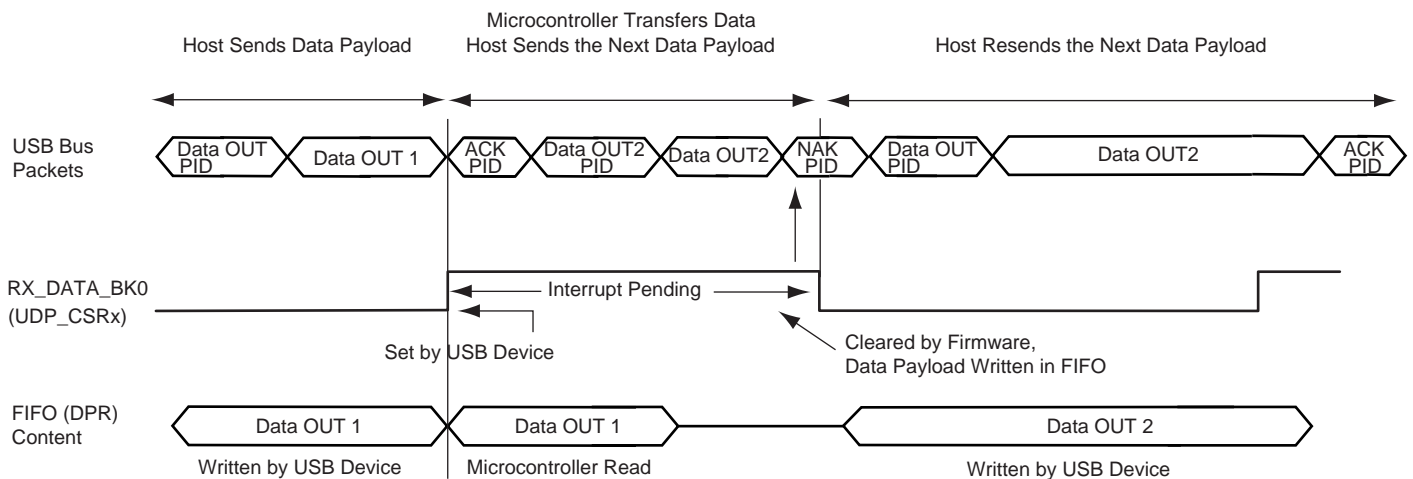 Microcontroller Transfers Data
Host Sends Data Payload
Host Sends the Next Data Payload
Host Resends the Next Data Payload
USB Bus
Packets
Data OUT
PID
Data OUT 1
ACK
PID
Data OUT2
PID
Data OUT2
NAK
PID
Data OUT
PID
Data OUT2
ACK
PID
RX_DATA_BK0
(UDP_CSRx)
Interrupt Pending
Set by USB Device
Cleared by Firmware,
Data Payload Written in FIFO
FIFO (DPR)
Content
Data OUT 1
Data OUT 1
Data OUT 2
Written by USB Device
Microcontroller Read
Written by USB Device